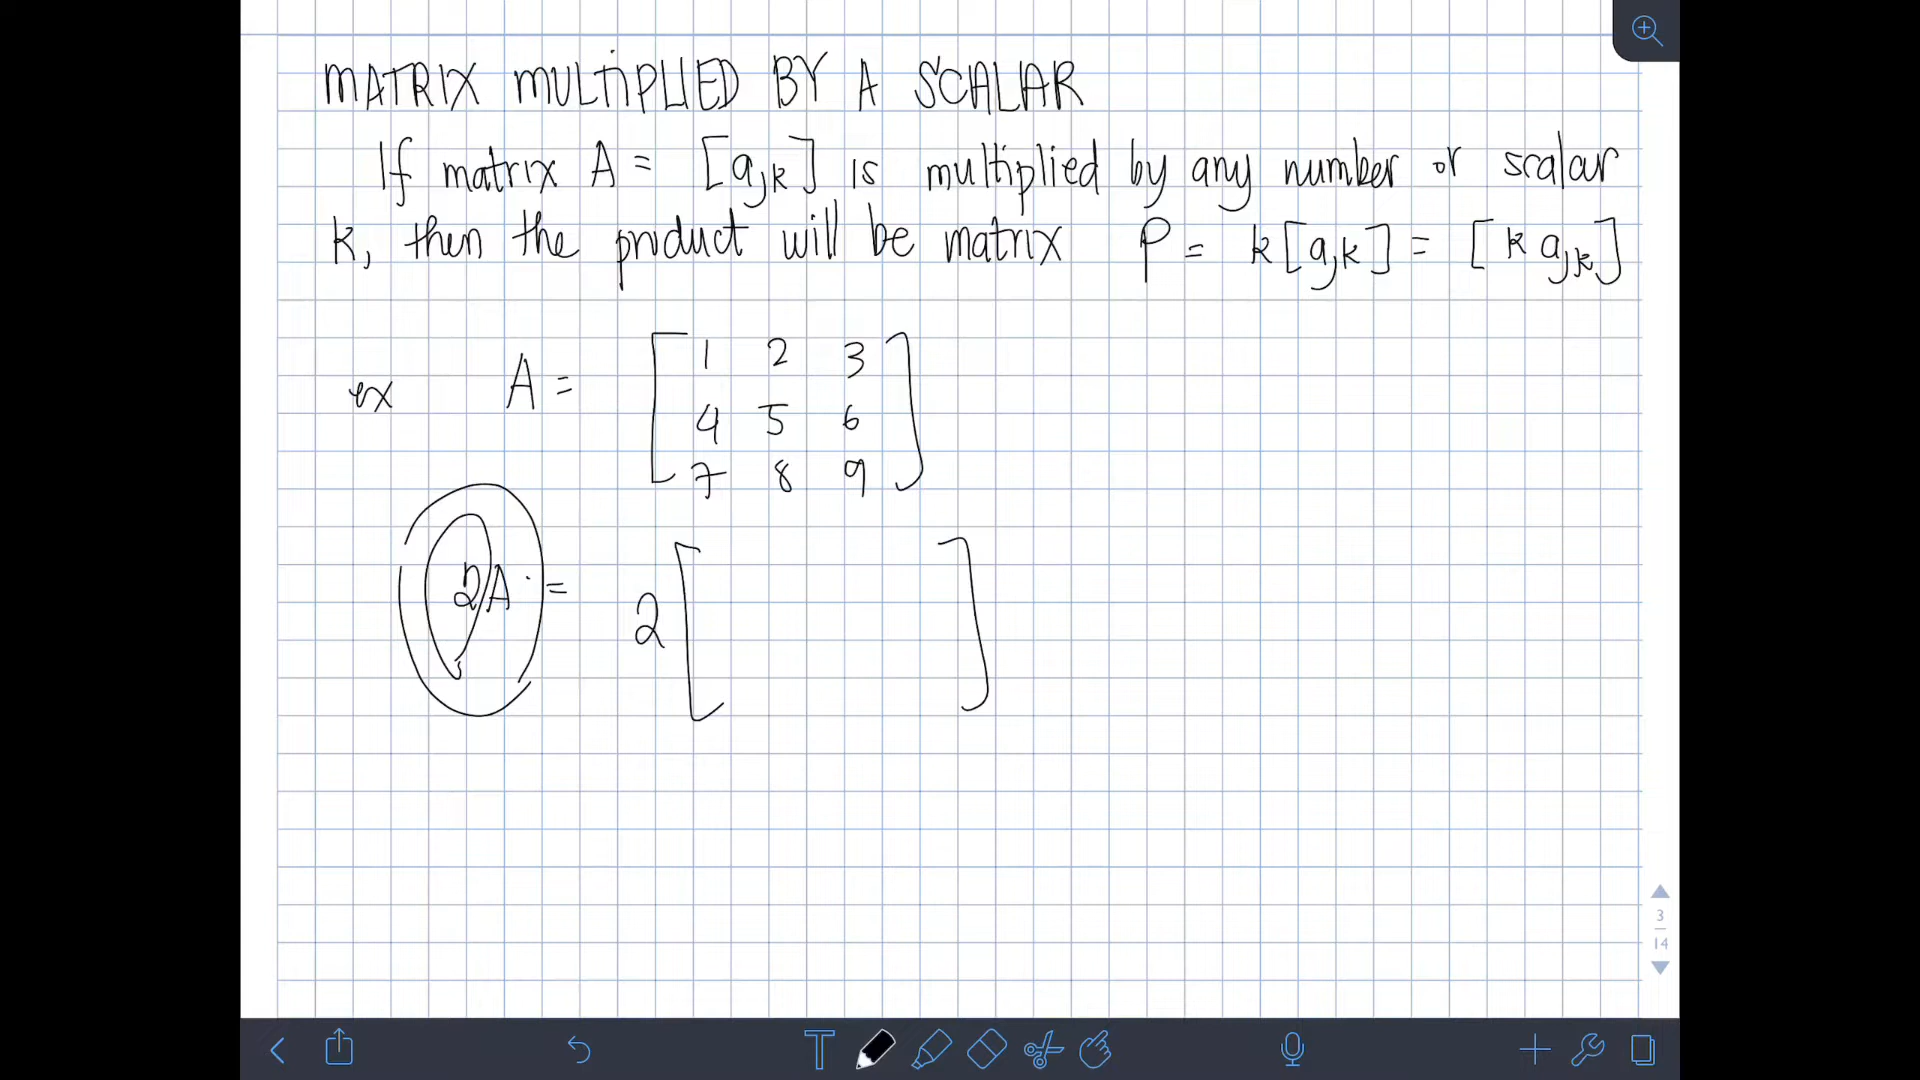 MATRIX MULTIPLIED BY A SCALAR
If matrix A = [ajk] is multiplied by any number or scalar
k, then the product will be matrix P = k[ajk] = [k ajk]
ex A = [1 2 3
4 5 6
7 8 9]
2A = 2[ ]
3
14
T